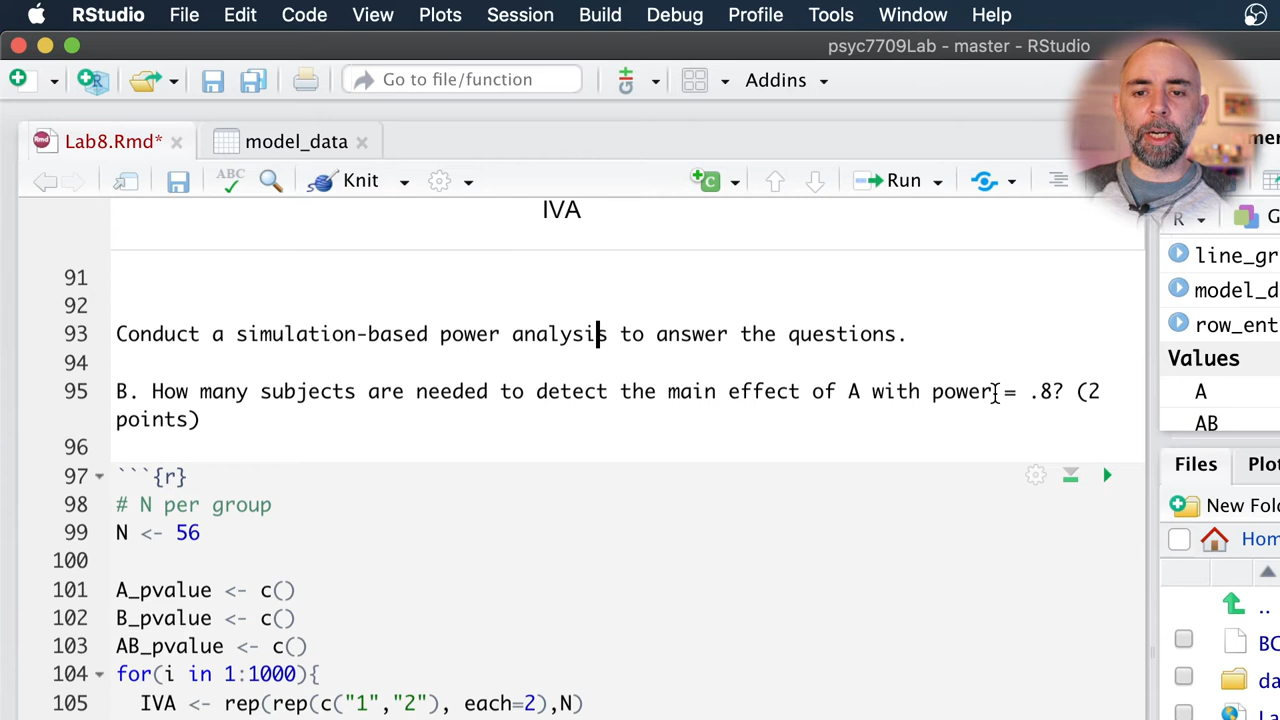 RStudio File Edit Code View Plots Session Build Debug Profile Tools Window Help
psyc7709Lab - master - RStudio
Go to file/function Addins
Lab8.Rmd* model_data
ABC Knit Run
IVA
91
92
93 Conduct a simulation-based power analysis to answer the questions.
94
95 B. How many subjects are needed to detect the main effect of A with power = .8? (2
points)
96
97 ```{r}
98 # N per group
99 N <- 56
100
101 A_pvalue <- c()
102 B_pvalue <- c()
103 AB_pvalue <- c()
104 for(i in 1:1000){
105 IVA <- rep(rep(c("1","2"), each=2),N)
R G
line_gr
model_d
row_ent
Values
A
AB
Files Plot
New Fol
Hom
..
BC
da